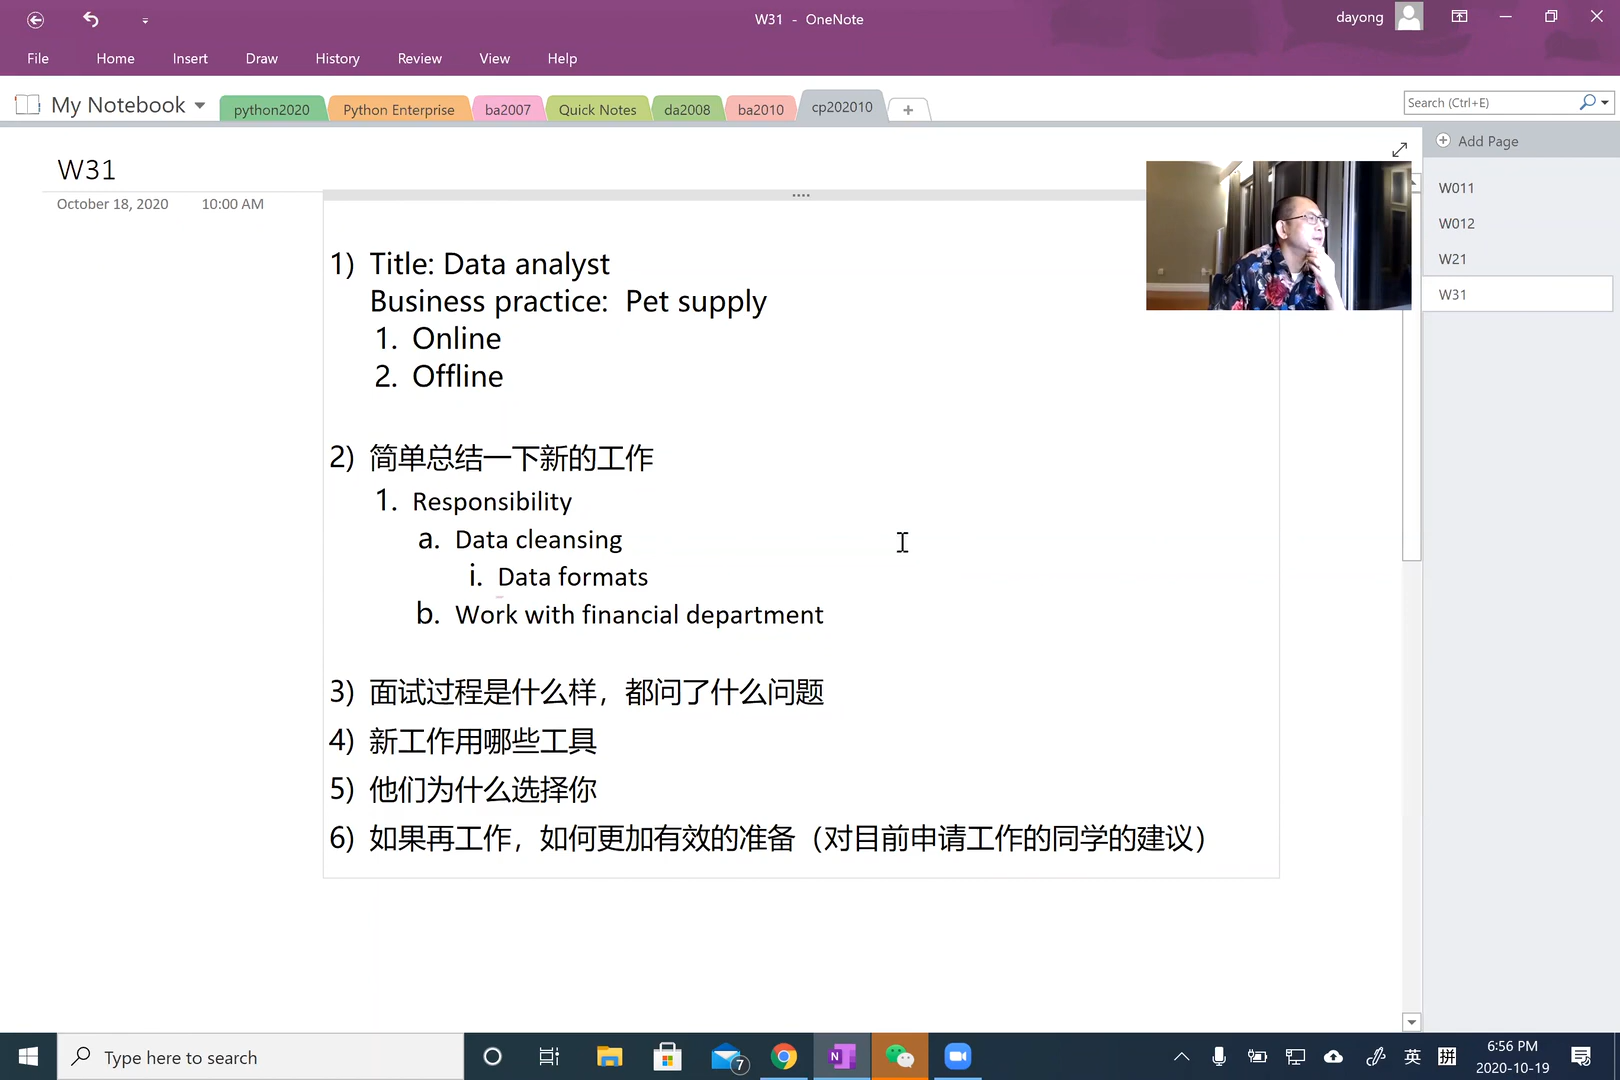 W31 - OneNote
dayong
File Home Insert Draw History Review View Help
My Notebook python2020 Python Enterprise ba2007 Quick Notes da2008 ba2010 cp202010
Search (Ctrl+E)
Add Page
W31
October 18, 2020 10:00 AM
W011
W012
W21
W31
1) Title: Data analyst
Business practice: Pet supply
1. Online
2. Offline
2) 简单总结一下新的工作
1. Responsibility
a. Data cleansing
i. Data formats
b. Work with financial department
3) 面试过程是什么样，都问了什么问题
4) 新工作用哪些工具
5) 他们为什么选择你
6) 如果再工作，如何更加有效的准备（对目前申请工作的同学的建议）
Type here to search
7
英
拼
6:56 PM
2020-10-19